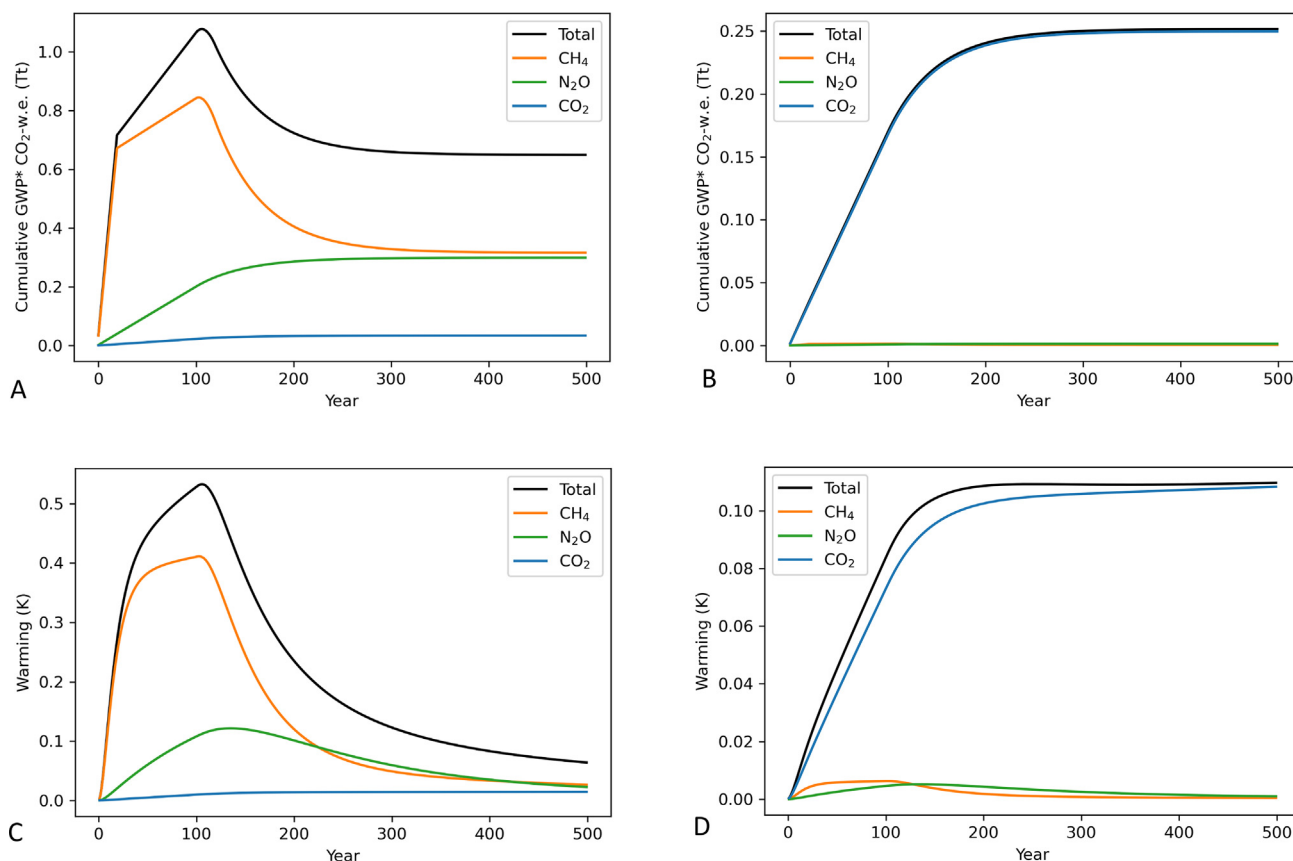 Cumulative GWP* CO₂-w.e. (Tt)
1.0
0.8
0.6
0.4
0.2
0.0
Total
CH₄
N₂O
CO₂
0 100 200 300 400 500
Year
A
Cumulative GWP* CO₂-w.e. (Tt)
0.25
0.20
0.15
0.10
0.05
0.00
Total
CH₄
N₂O
CO₂
0 100 200 300 400 500
Year
B
Warming (K)
0.5
0.4
0.3
0.2
0.1
0.0
Total
CH₄
N₂O
CO₂
0 100 200 300 400 500
Year
C
Warming (K)
0.10
0.08
0.06
0.04
0.02
0.00
Total
CH₄
N₂O
CO₂
0 100 200 300 400 500
Year
D